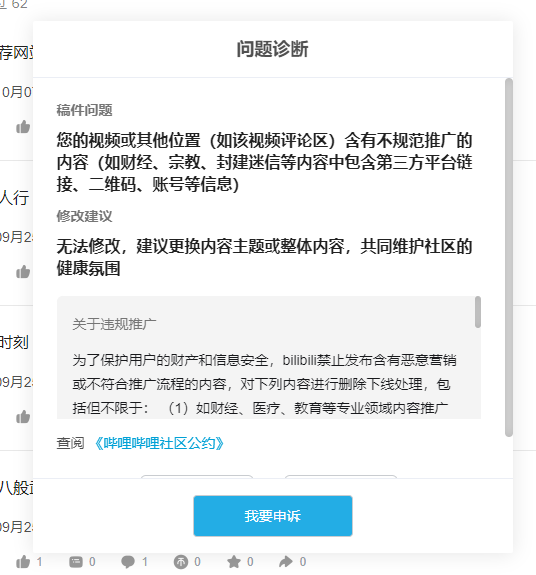 位 62
问题诊断
荐网站
10月07
稿件问题
您的视频或其他位置（如该视频评论区）含有不规范推广的
内容（如财经、宗教、封建迷信等内容中包含第三方平台链
接、二维码、账号等信息）
人行
修改建议
09月28
无法修改，建议更换内容主题或整体内容，共同维护社区的
健康氛围
关于违规推广
时刻
为了保护用户的财产和信息安全，bilibili禁止发布含有恶意营销
09月28
或不符合推广流程的内容，对下列内容进行删除下线处理，包
括但不限于： （1）如财经、医疗、教育等专业领域内容推广
查阅 《哔哩哔哩社区公约》
八般武
我要申诉
09月28
1 0 1 0 0 0